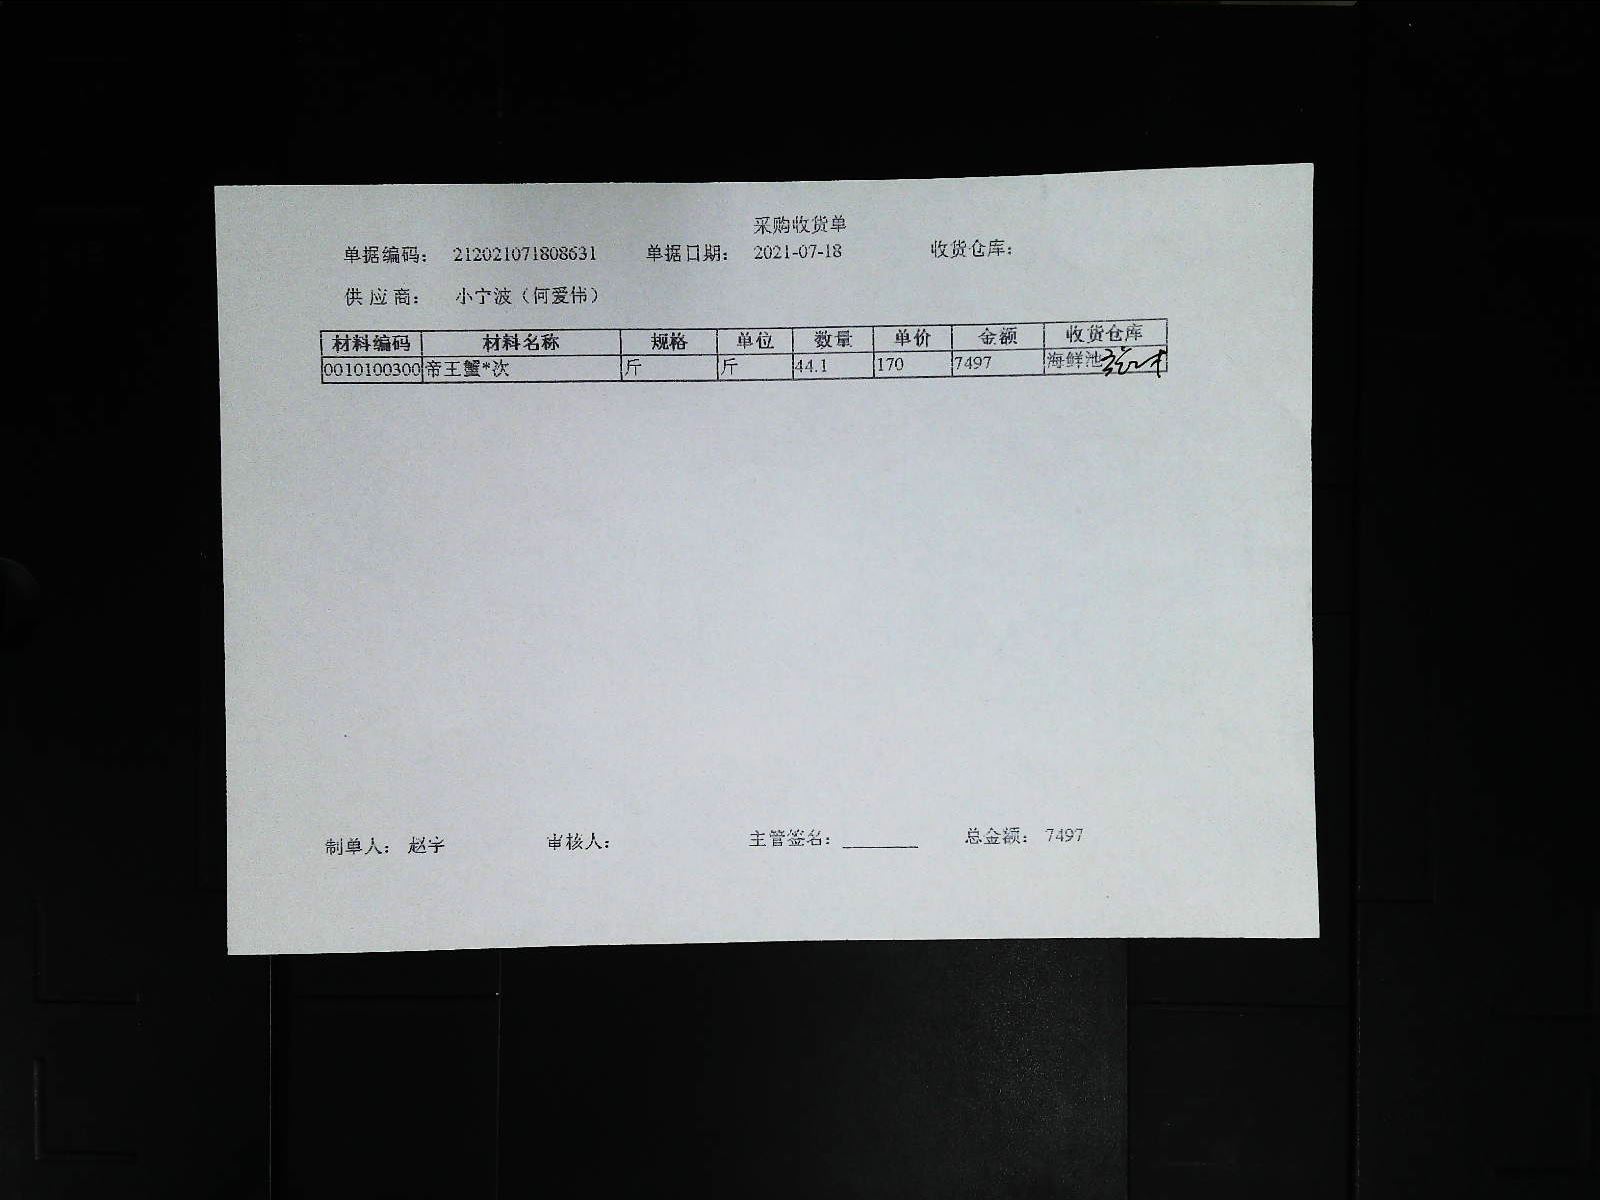 采购收货单
单据编码： 212021071808631 单据日期： 2021-07-18 收货仓库：
供应商： 小宁波（何爱伟）
材料编码 材料名称 规格 单位 数量 单价 金额 收货仓库
0010100300 帝王蟹*次 斤 斤 44.1 170 7497 海鲜池
制单人： 赵宇 审核人： 主管签名：________ 总金额： 7497